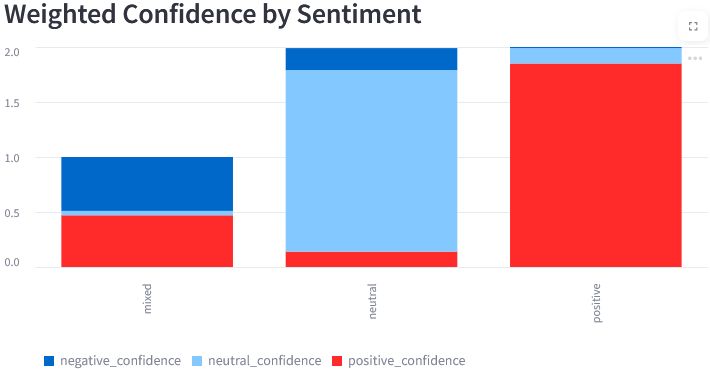 Weighted Confidence by Sentiment
2.0
1.5
1.0
0.5
0.0
mixed
neutral
positive
negative_confidence neutral_confidence positive_confidence